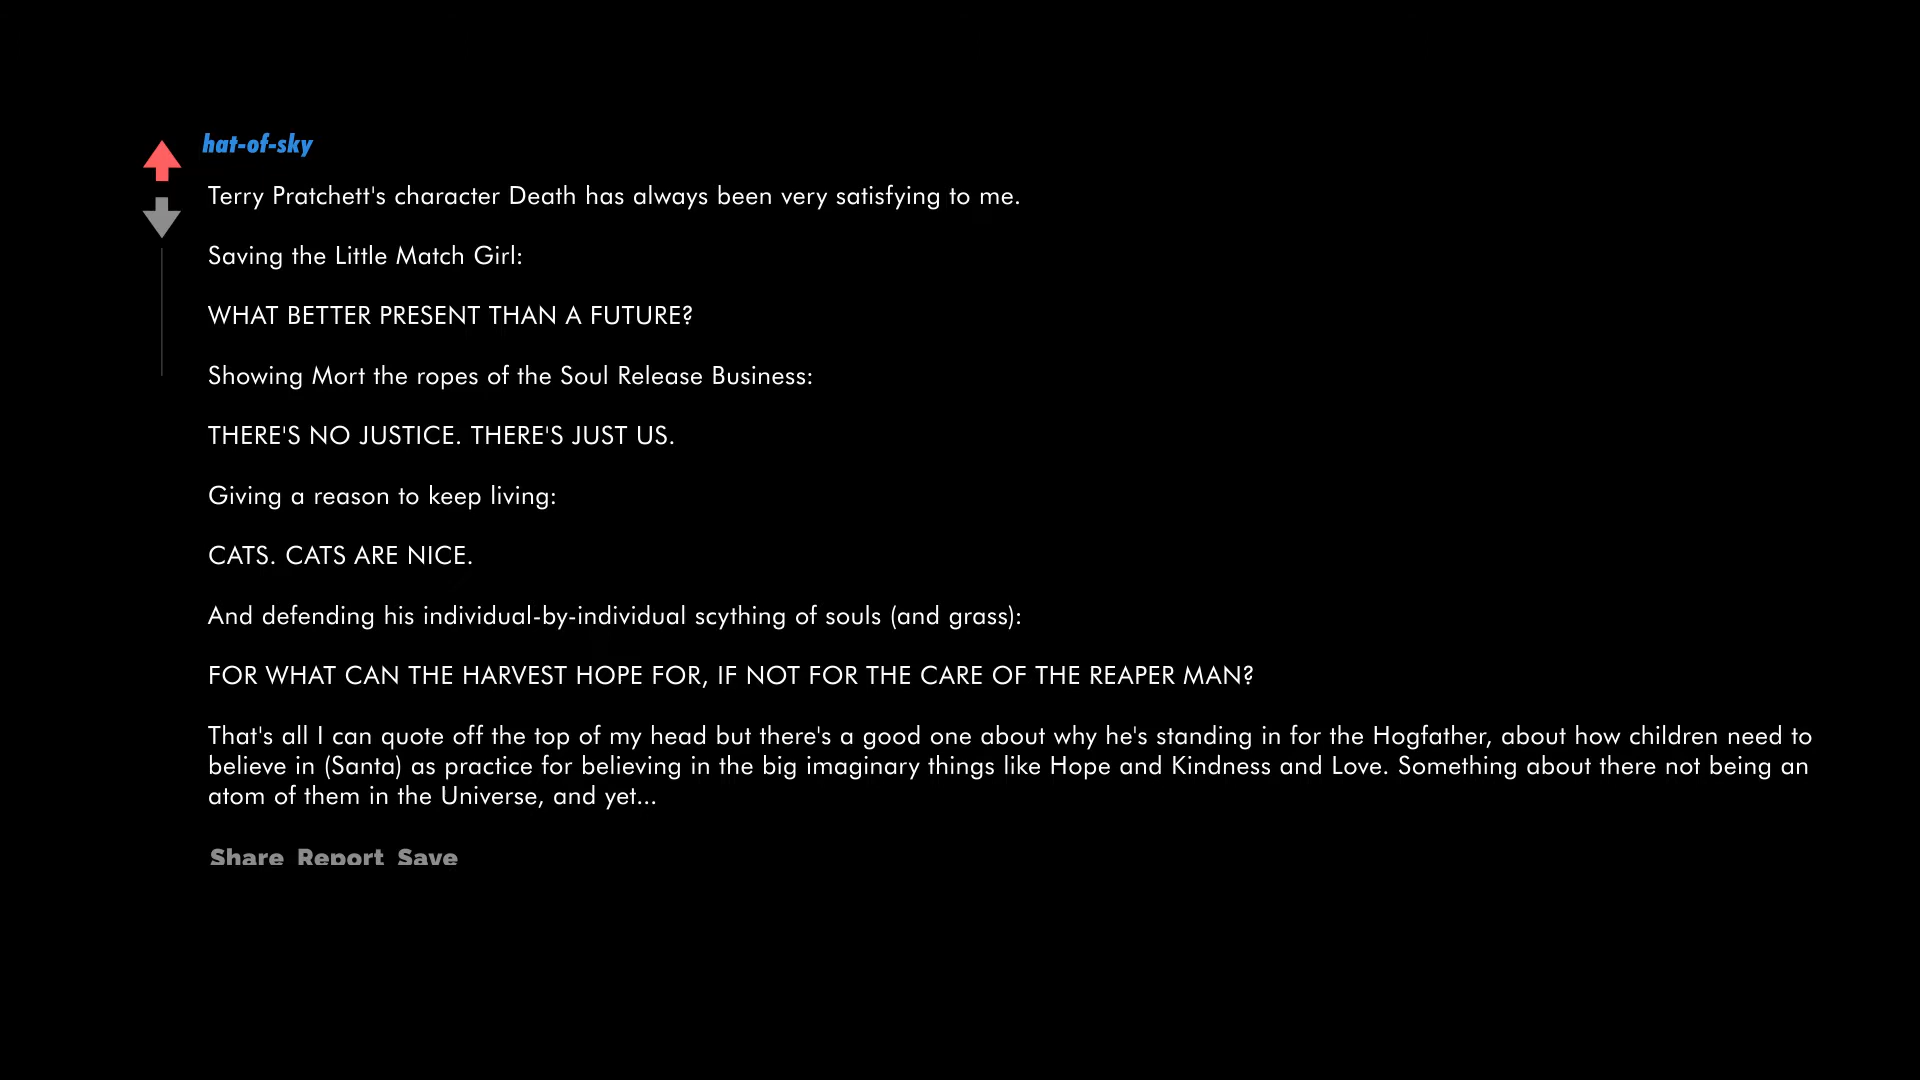 hat-of-sky
Terry Pratchett's character Death has always been very satisfying to me.
Saving the Little Match Girl:
WHAT BETTER PRESENT THAN A FUTURE?
Showing Mort the ropes of the Soul Release Business:
THERE'S NO JUSTICE. THERE'S JUST US.
Giving a reason to keep living:
CATS. CATS ARE NICE.
And defending his individual-by-individual scything of souls (and grass):
FOR WHAT CAN THE HARVEST HOPE FOR, IF NOT FOR THE CARE OF THE REAPER MAN?
That's all I can quote off the top of my head but there's a good one about why he's standing in for the Hogfather, about how children need to
believe in (Santa) as practice for believing in the big imaginary things like Hope and Kindness and Love. Something about there not being an
atom of them in the Universe, and yet...
Share Report Save